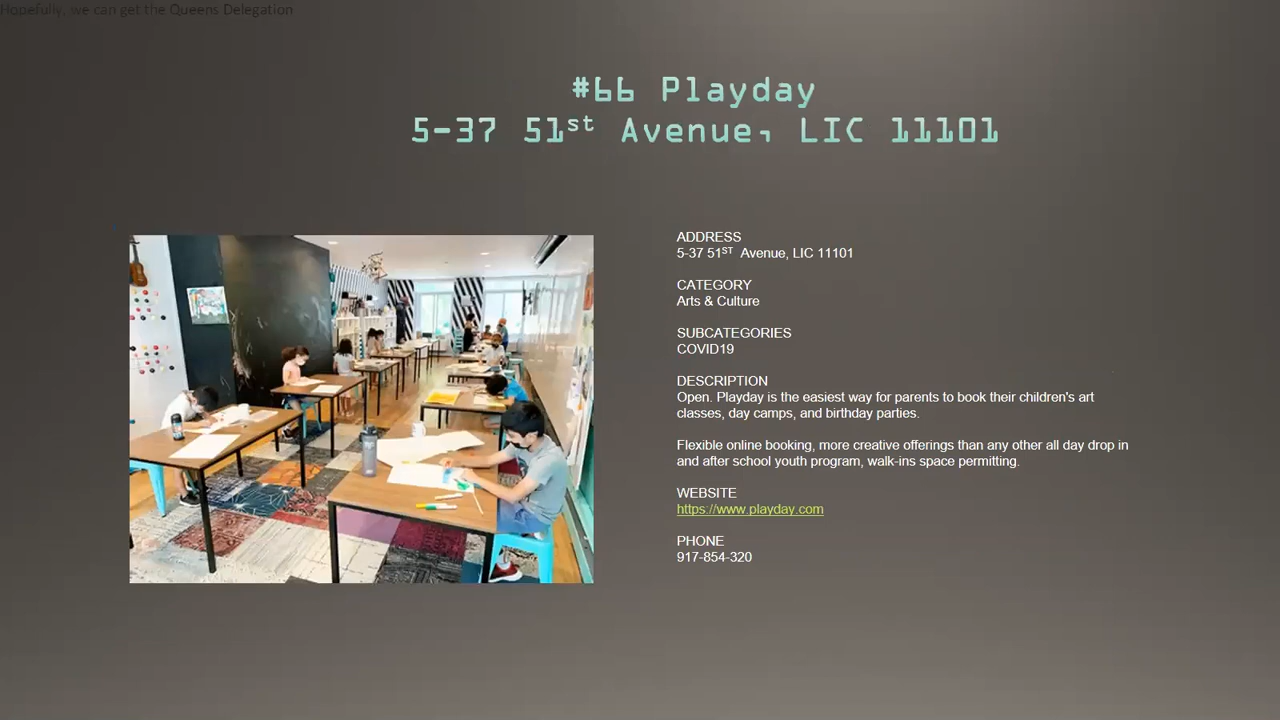 Hopefully, we can get the Queens Delegation
#66 Playday
5-37 51st Avenue, LIC 11101
ADDRESS
5-37 51ST Avenue, LIC 11101
CATEGORY
Arts & Culture
SUBCATEGORIES
COVID19
DESCRIPTION
Open. Playday is the easiest way for parents to book their children's art
classes, day camps, and birthday parties.
Flexible online booking, more creative offerings than any other all day drop in
and after school youth program, walk-ins space permitting.
WEBSITE
https://www.playday.com
PHONE
917-854-320